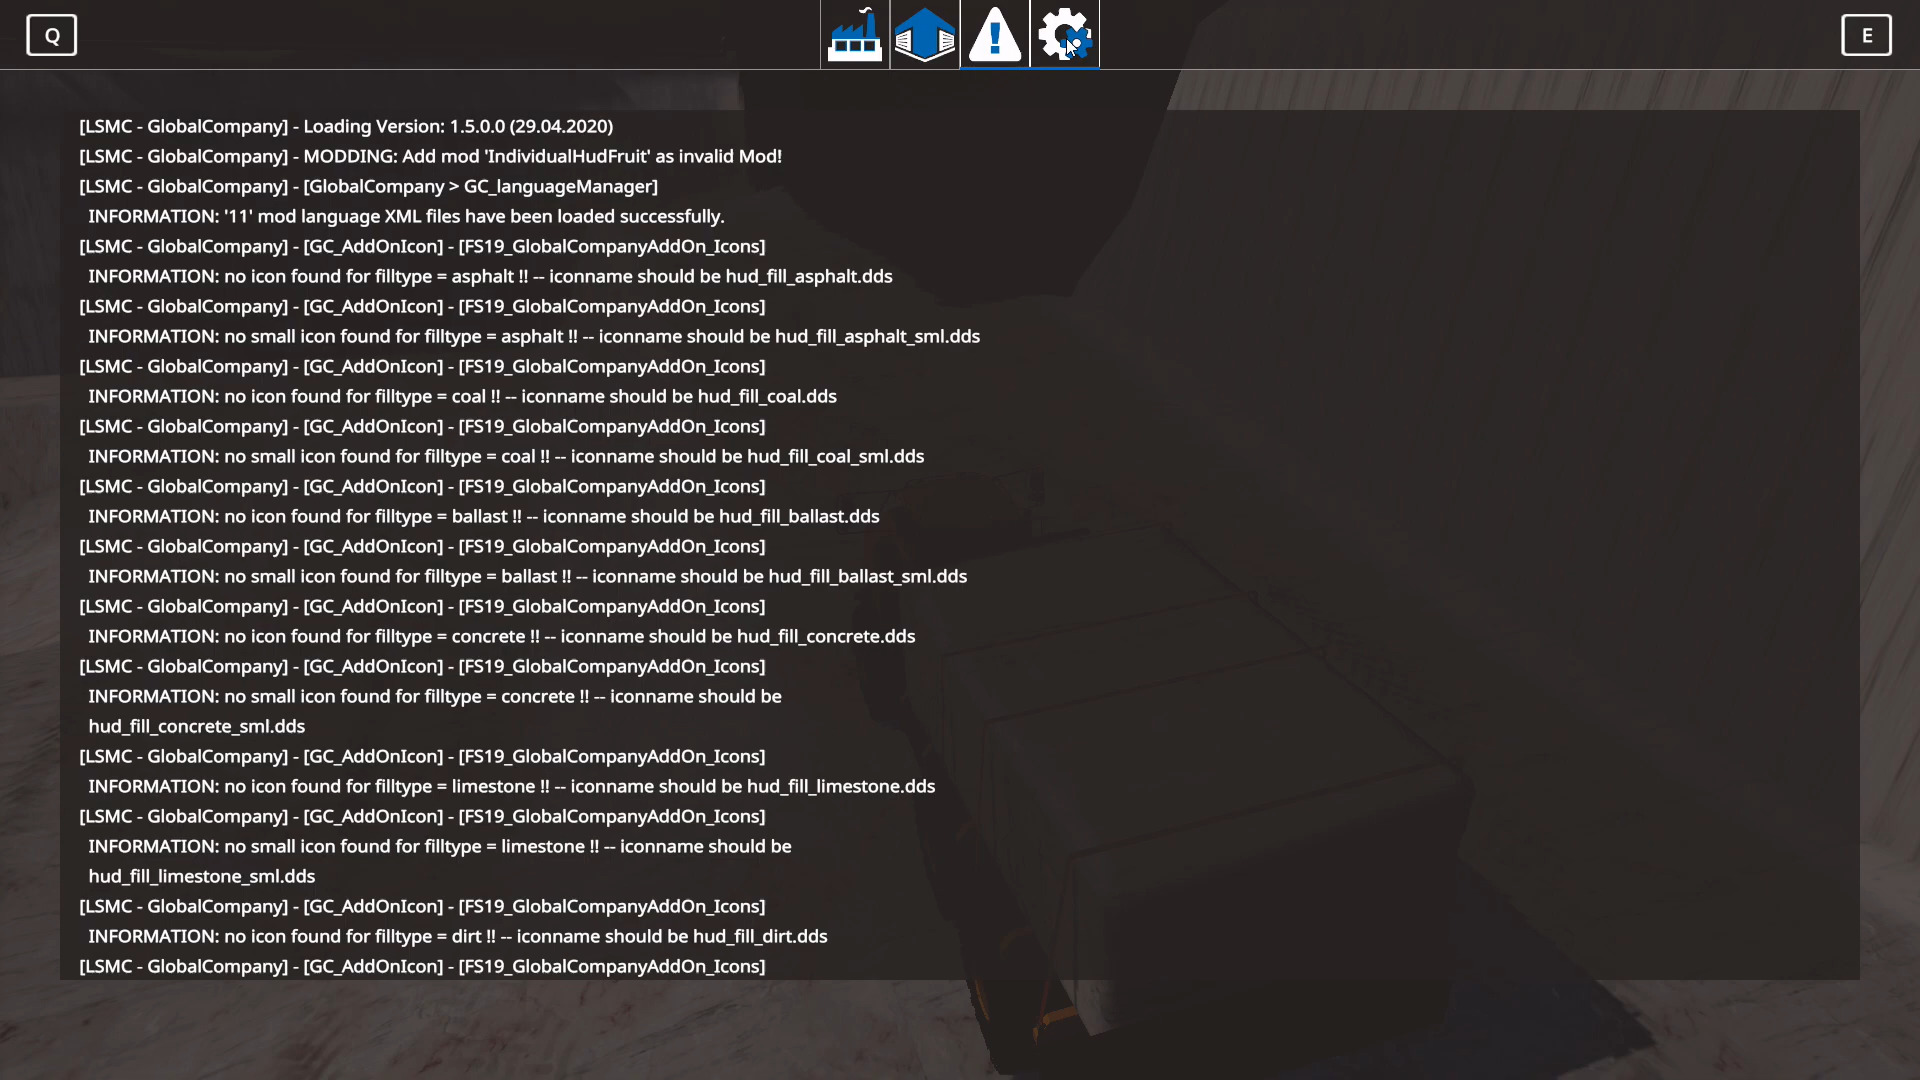 Q
E
[LSMC - GlobalCompany] - Loading Version: 1.5.0.0 (29.04.2020)
[LSMC - GlobalCompany] - MODDING: Add mod 'IndividualHudFruit' as invalid Mod!
[LSMC - GlobalCompany] - [GlobalCompany > GC_languageManager]
INFORMATION: '11' mod language XML files have been loaded successfully.
[LSMC - GlobalCompany] - [GC_AddOnIcon] - [FS19_GlobalCompanyAddOn_Icons]
INFORMATION: no icon found for filltype = asphalt !! -- iconname should be hud_fill_asphalt.dds
[LSMC - GlobalCompany] - [GC_AddOnIcon] - [FS19_GlobalCompanyAddOn_Icons]
INFORMATION: no small icon found for filltype = asphalt !! -- iconname should be hud_fill_asphalt_sml.dds
[LSMC - GlobalCompany] - [GC_AddOnIcon] - [FS19_GlobalCompanyAddOn_Icons]
INFORMATION: no icon found for filltype = coal !! -- iconname should be hud_fill_coal.dds
[LSMC - GlobalCompany] - [GC_AddOnIcon] - [FS19_GlobalCompanyAddOn_Icons]
INFORMATION: no small icon found for filltype = coal !! -- iconname should be hud_fill_coal_sml.dds
[LSMC - GlobalCompany] - [GC_AddOnIcon] - [FS19_GlobalCompanyAddOn_Icons]
INFORMATION: no icon found for filltype = ballast !! -- iconname should be hud_fill_ballast.dds
[LSMC - GlobalCompany] - [GC_AddOnIcon] - [FS19_GlobalCompanyAddOn_Icons]
INFORMATION: no small icon found for filltype = ballast !! -- iconname should be hud_fill_ballast_sml.dds
[LSMC - GlobalCompany] - [GC_AddOnIcon] - [FS19_GlobalCompanyAddOn_Icons]
INFORMATION: no icon found for filltype = concrete !! -- iconname should be hud_fill_concrete.dds
[LSMC - GlobalCompany] - [GC_AddOnIcon] - [FS19_GlobalCompanyAddOn_Icons]
INFORMATION: no small icon found for filltype = concrete !! -- iconname should be
hud_fill_concrete_sml.dds
[LSMC - GlobalCompany] - [GC_AddOnIcon] - [FS19_GlobalCompanyAddOn_Icons]
INFORMATION: no icon found for filltype = limestone !! -- iconname should be hud_fill_limestone.dds
[LSMC - GlobalCompany] - [GC_AddOnIcon] - [FS19_GlobalCompanyAddOn_Icons]
INFORMATION: no small icon found for filltype = limestone !! -- iconname should be
hud_fill_limestone_sml.dds
[LSMC - GlobalCompany] - [GC_AddOnIcon] - [FS19_GlobalCompanyAddOn_Icons]
INFORMATION: no icon found for filltype = dirt !! -- iconname should be hud_fill_dirt.dds
[LSMC - GlobalCompany] - [GC_AddOnIcon] - [FS19_GlobalCompanyAddOn_Icons]